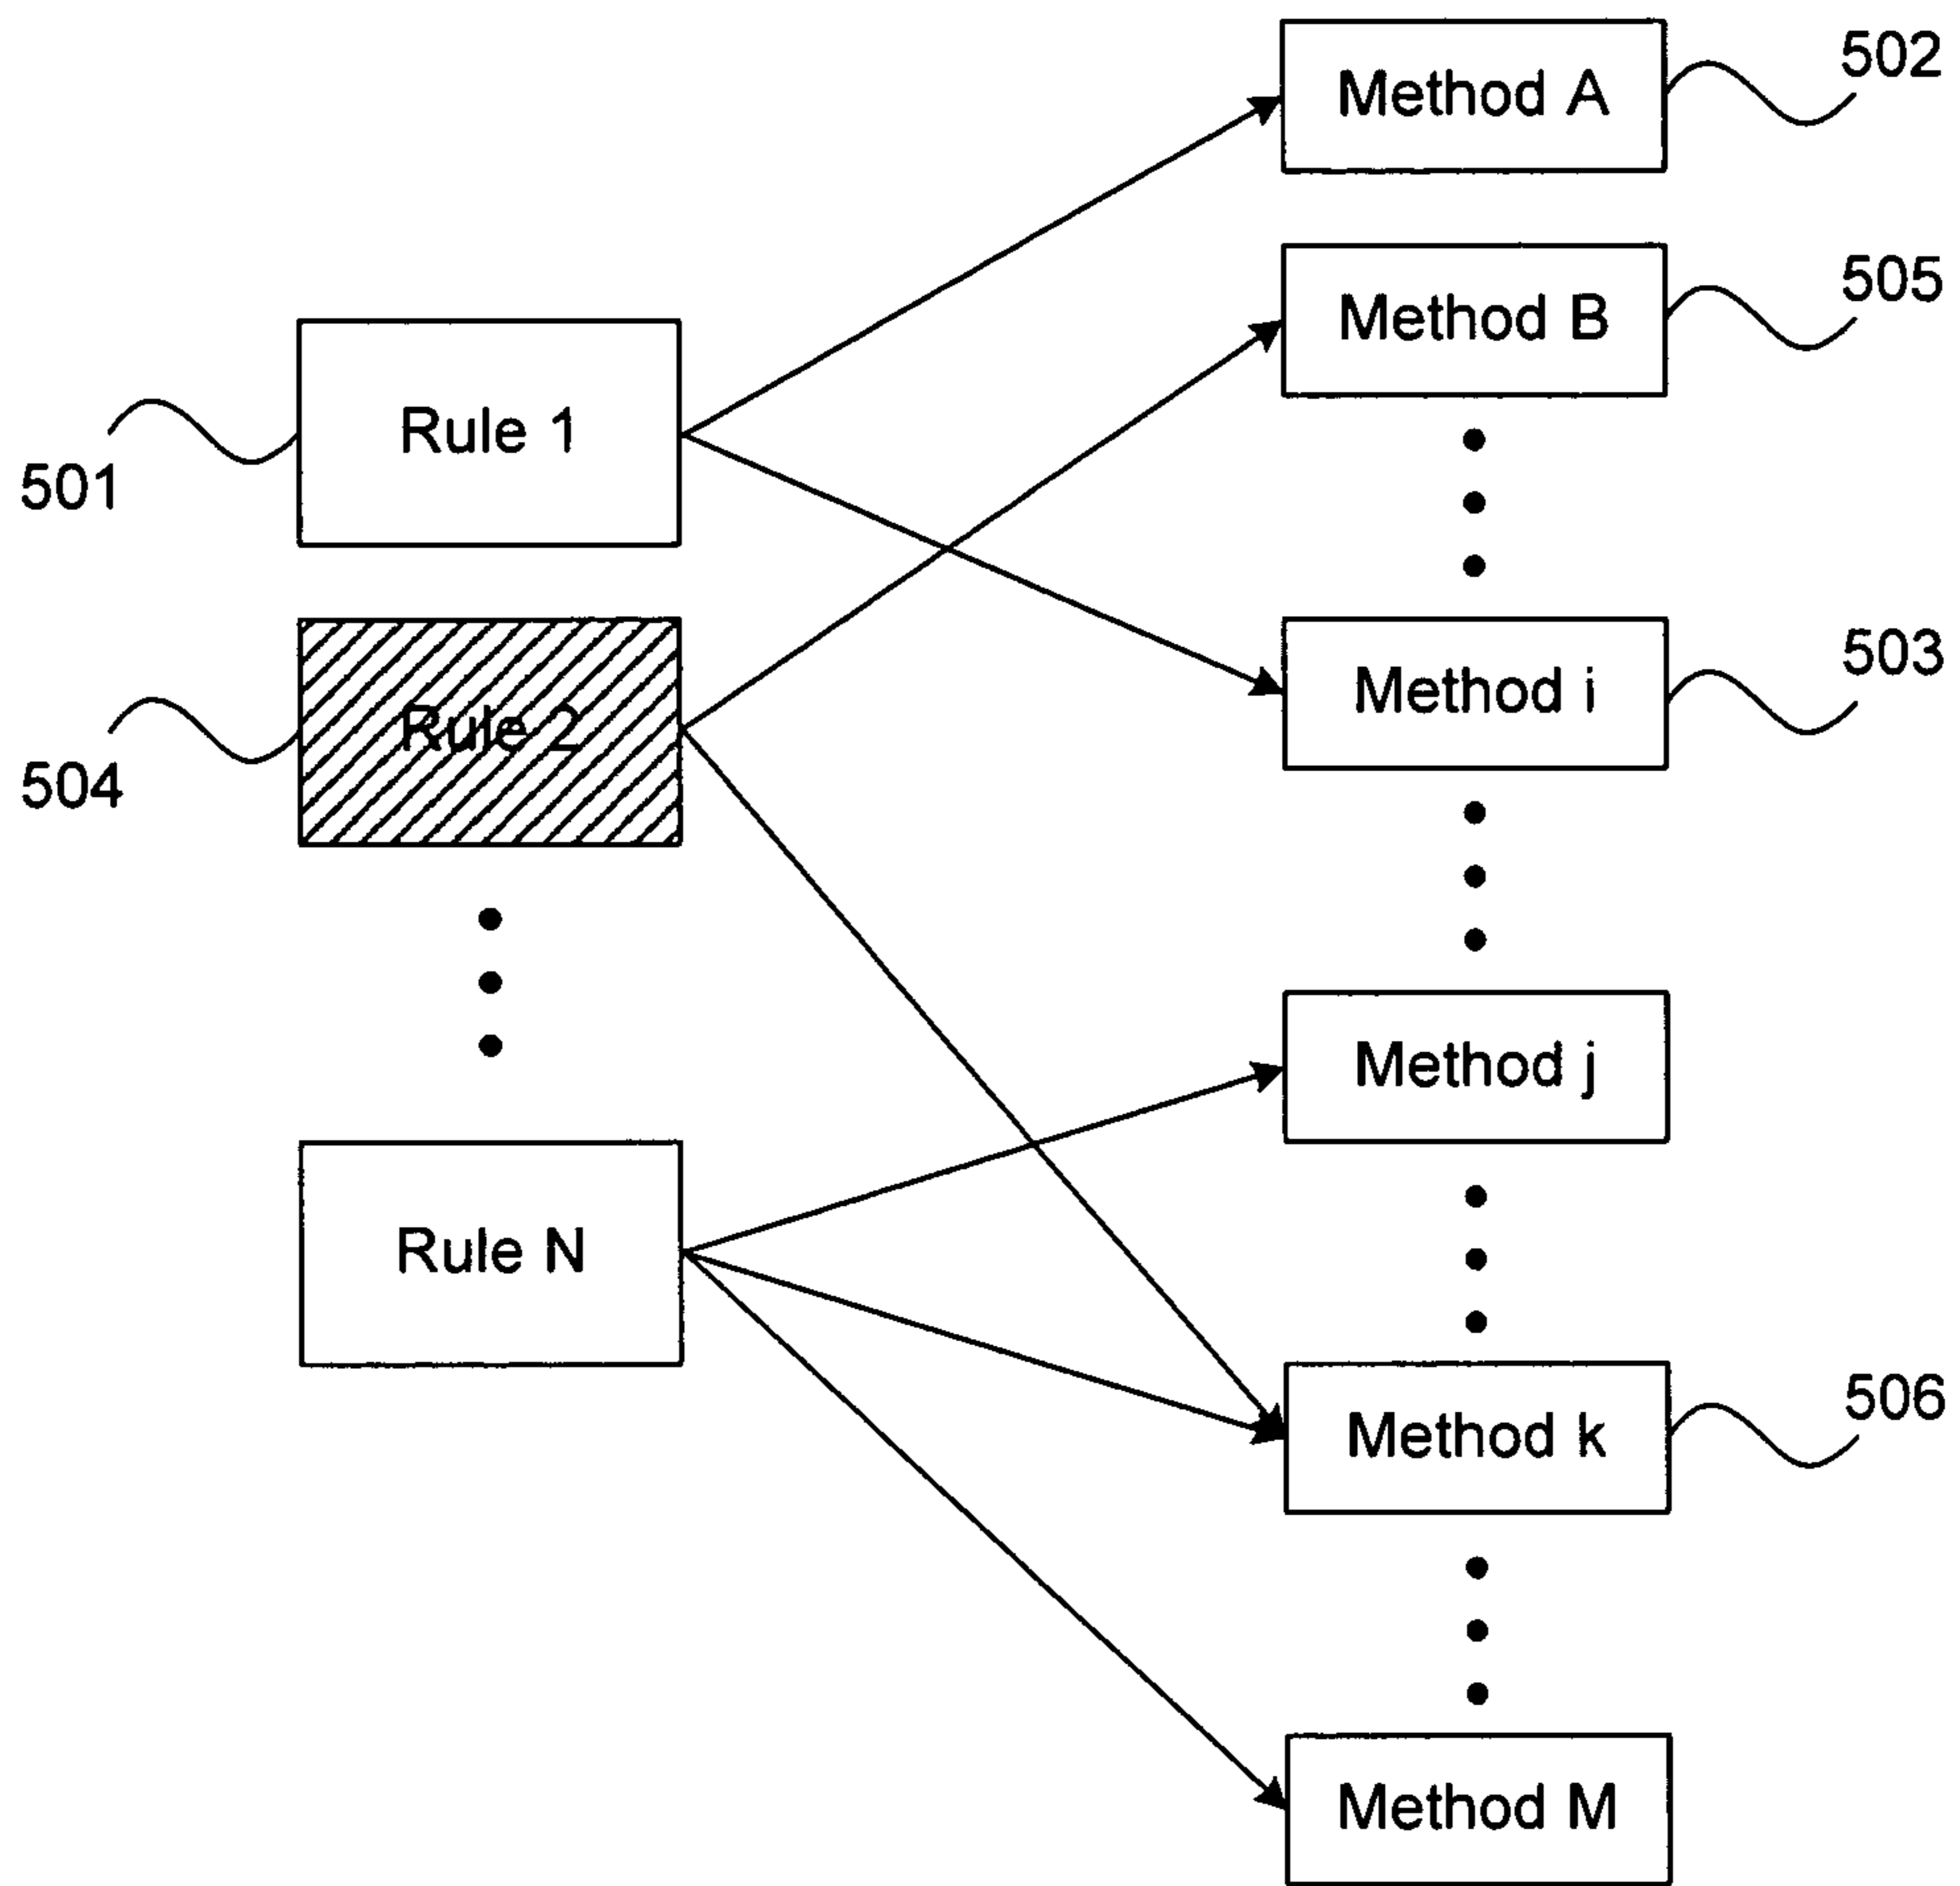 Method A
502
Method B
505
Rule 1
501
Method i
503
Rule 2
504
Method j
Rule N
Method k
506
Method M